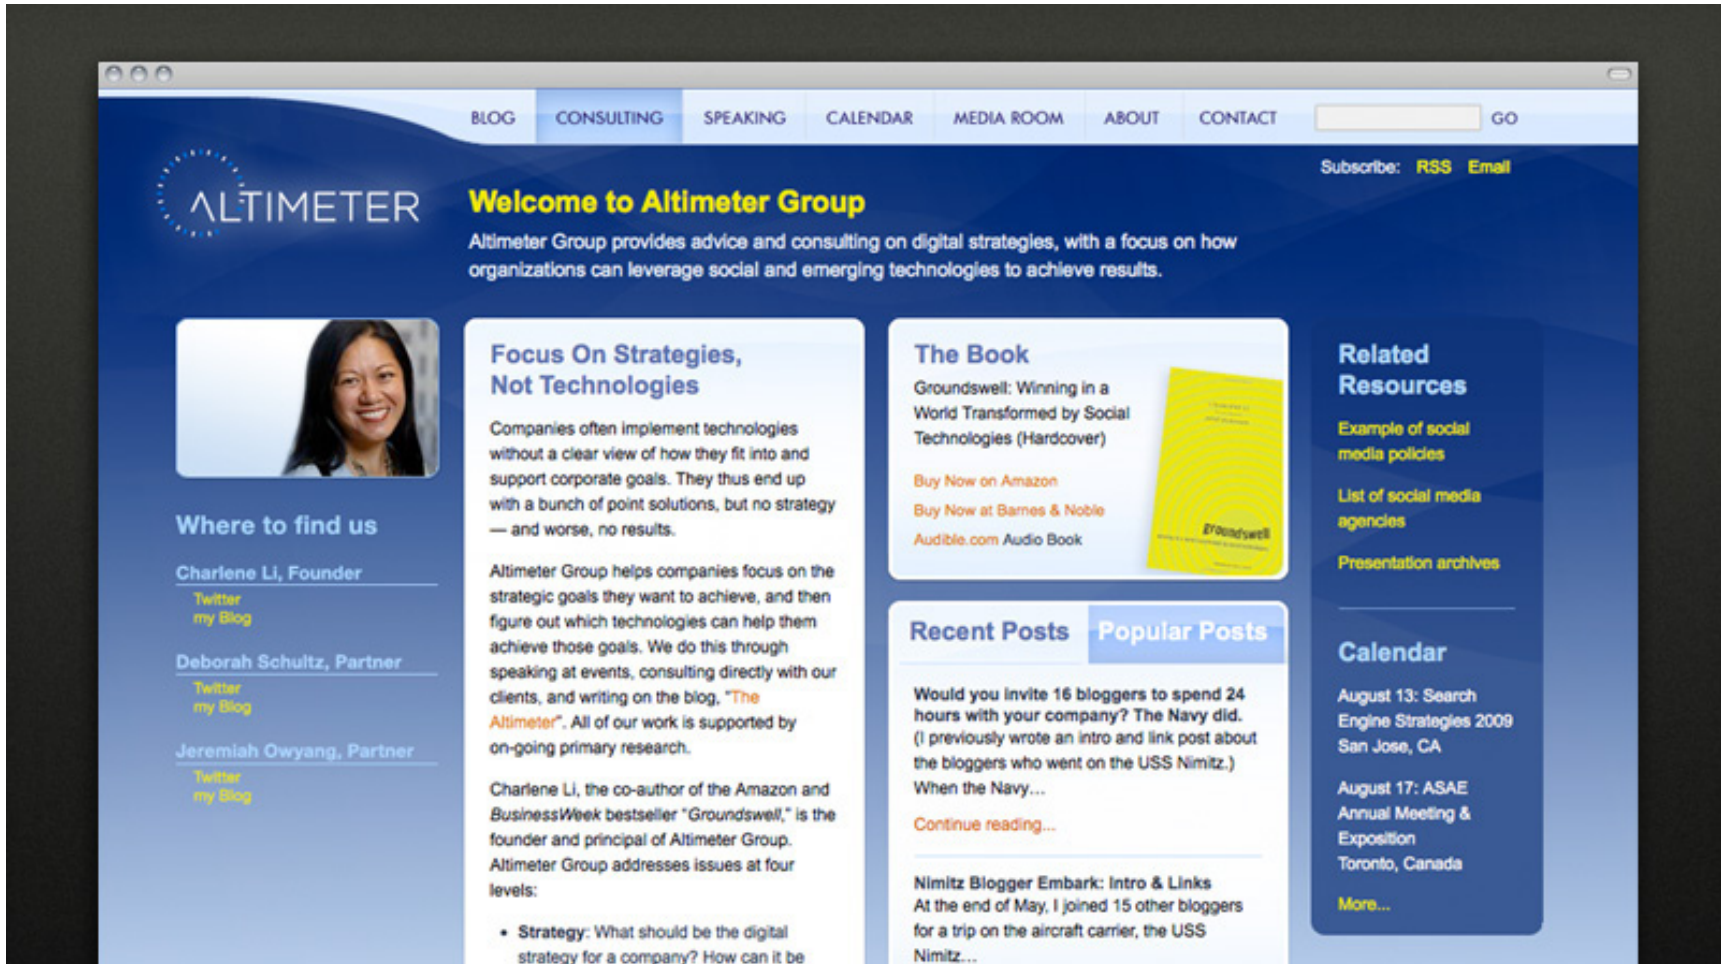 BLOG
CONSULTING
SPEAKING
CALENDAR
MEDIA ROOM
ABOUT
CONTACT
GO
Subscribe: RSS Email
ALTIMETER
Welcome to Altimeter Group
Altimeter Group provides advice and consulting on digital strategies, with a focus on how
organizations can leverage social and emerging technologies to achieve results.
Where to find us
Charlene Li, Founder
Twitter
my Blog
Deborah Schultz, Partner
Twitter
my Blog
Jeremiah Owyang, Partner
Twitter
my Blog
Focus On Strategies,
Not Technologies
Companies often implement technologies
without a clear view of how they fit into and
support corporate goals. They thus end up
with a bunch of point solutions, but no strategy
— and worse, no results.
Altimeter Group helps companies focus on the
strategic goals they want to achieve, and then
figure out which technologies can help them
achieve those goals. We do this through
speaking at events, consulting directly with our
clients, and writing on the blog, "The
Altimeter". All of our work is supported by
on-going primary research.
Charlene Li, the co-author of the Amazon and
BusinessWeek bestseller "Groundswell," is the
founder and principal of Altimeter Group.
Altimeter Group addresses issues at four
levels:
• Strategy: What should be the digital
strategy for a company? How can it be
The Book
Groundswell: Winning in a
World Transformed by Social
Technologies (Hardcover)
Buy Now on Amazon
Buy Now at Barnes & Noble
Audible.com Audio Book
groundswell
Recent Posts
Popular Posts
Would you invite 16 bloggers to spend 24
hours with your company? The Navy did.
(I previously wrote an intro and link post about
the bloggers who went on the USS Nimitz.)
When the Navy...
Continue reading...
Nimitz Blogger Embark: Intro & Links
At the end of May, I joined 15 other bloggers
for a trip on the aircraft carrier, the USS
Nimitz...
Related
Resources
Example of social
media policies
List of social media
agencies
Presentation archives
Calendar
August 13: Search
Engine Strategies 2009
San Jose, CA
August 17: ASAE
Annual Meeting &
Exposition
Toronto, Canada
More...